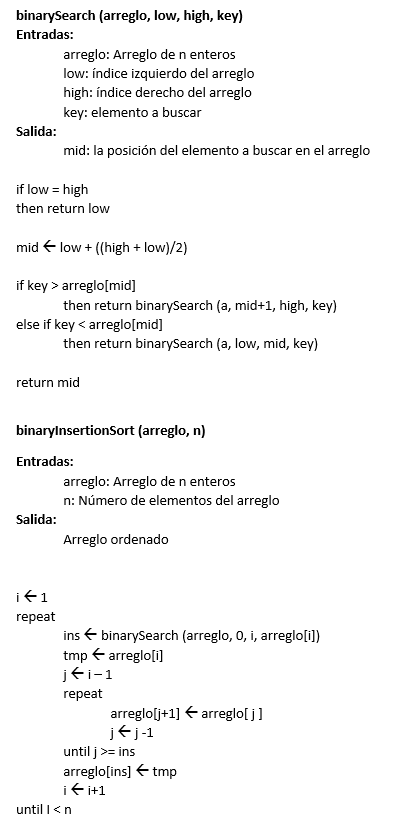 binarySearch (arreglo, low, high, key)
Entradas:
arreglo: Arreglo de n enteros
low: índice izquierdo del arreglo
high: índice derecho del arreglo
key: elemento a buscar
Salida:
mid: la posición del elemento a buscar en el arreglo
if low = high
then return low
mid ← low + ((high + low)/2)
if key > arreglo[mid]
then return binarySearch (a, mid+1, high, key)
else if key < arreglo[mid]
then return binarySearch (a, low, mid, key)
return mid
binaryInsertionSort (arreglo, n)
Entradas:
arreglo: Arreglo de n enteros
n: Número de elementos del arreglo
Salida:
Arreglo ordenado
i ← 1
repeat
ins ← binarySearch (arreglo, 0, i, arreglo[i])
tmp ← arreglo[i]
j ← i – 1
repeat
arreglo[j+1] ← arreglo[ j ]
j ← j -1
until j >= ins
arreglo[ins] ← tmp
i ← i+1
until I < n